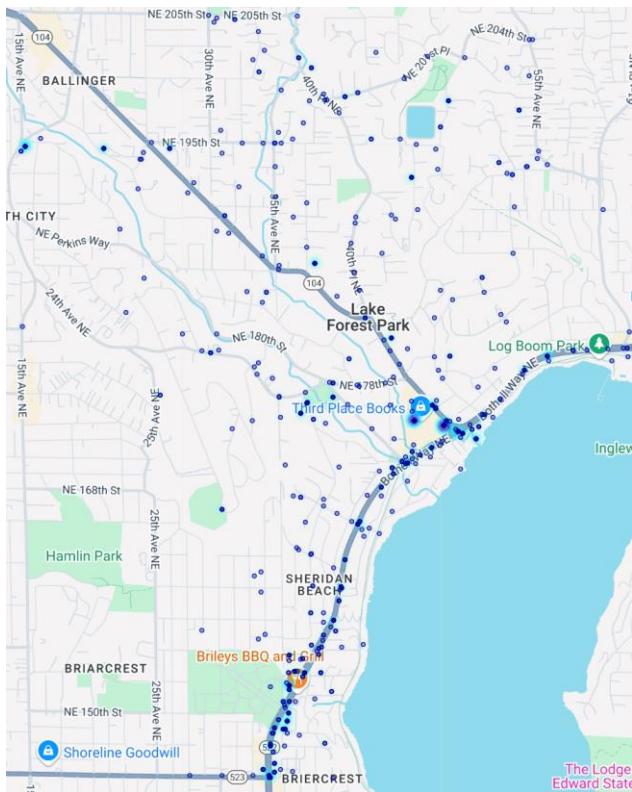 NE 205th St
NE 205th St
15th Ave NE
104
30th Ave NE
NE 204th St
NE 201st Pl
40th Pl NE
55th Ave NE
BALLINGER
NE 195th St
35th Ave NE
TH CITY
NE Perkins Way
40th Pl NE
24th Ave NE
104
Lake
Forest Park
NE 180th St
Log Boom Park
15th Ave NE
25th Ave NE
NE 178th St
Bothell Way NE
Third Place Books
Bothell Way NE
Inglew
NE 168th St
25th Ave NE
Hamlin Park
SHERIDAN
BEACH
Brileys BBQ and Grill
BRIARCREST
25th Ave NE
NE 150th St
Shoreline Goodwill
522
523
BRIERCREST
The Lodge
Edward State